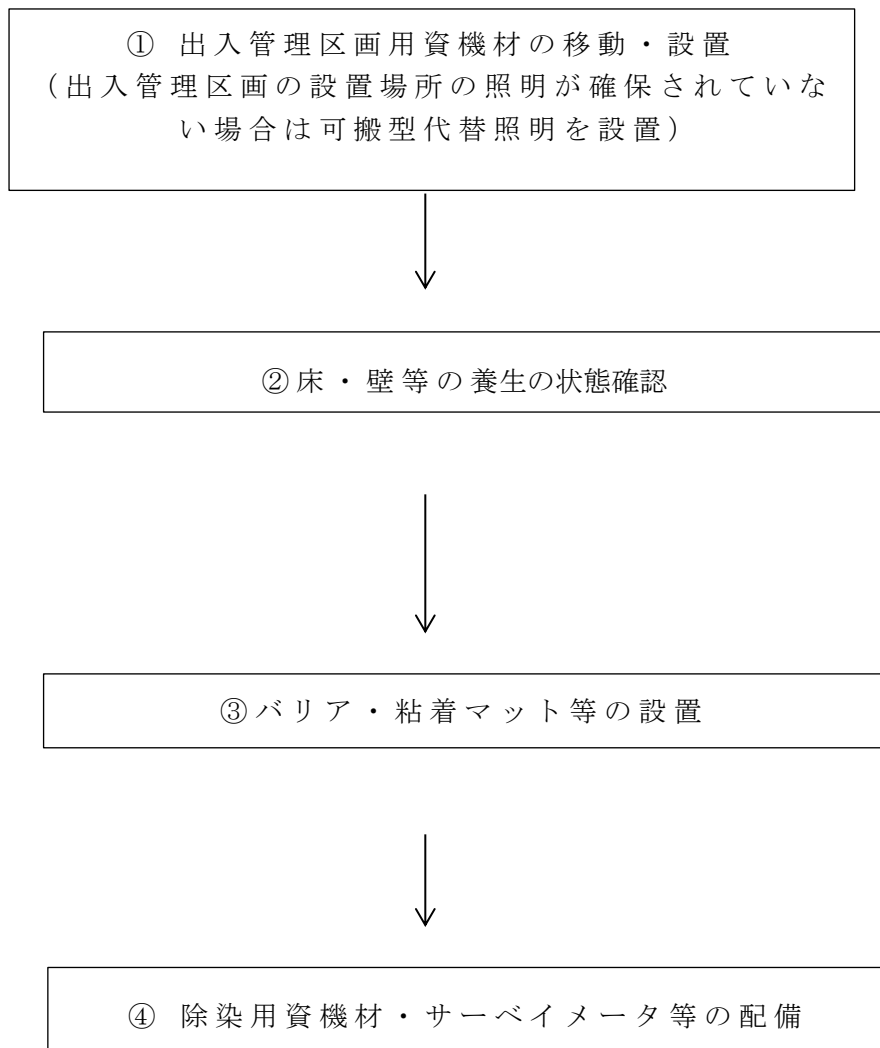 ① 出入管理区画用資機材の移動・設置
（出入管理区画の設置場所の照明が確保されていな
い場合は可搬型代替照明を設置）
②床・壁等の養生の状態確認
③バリア・粘着マット等の設置
④ 除染用資機材・サーベイメータ等の配備